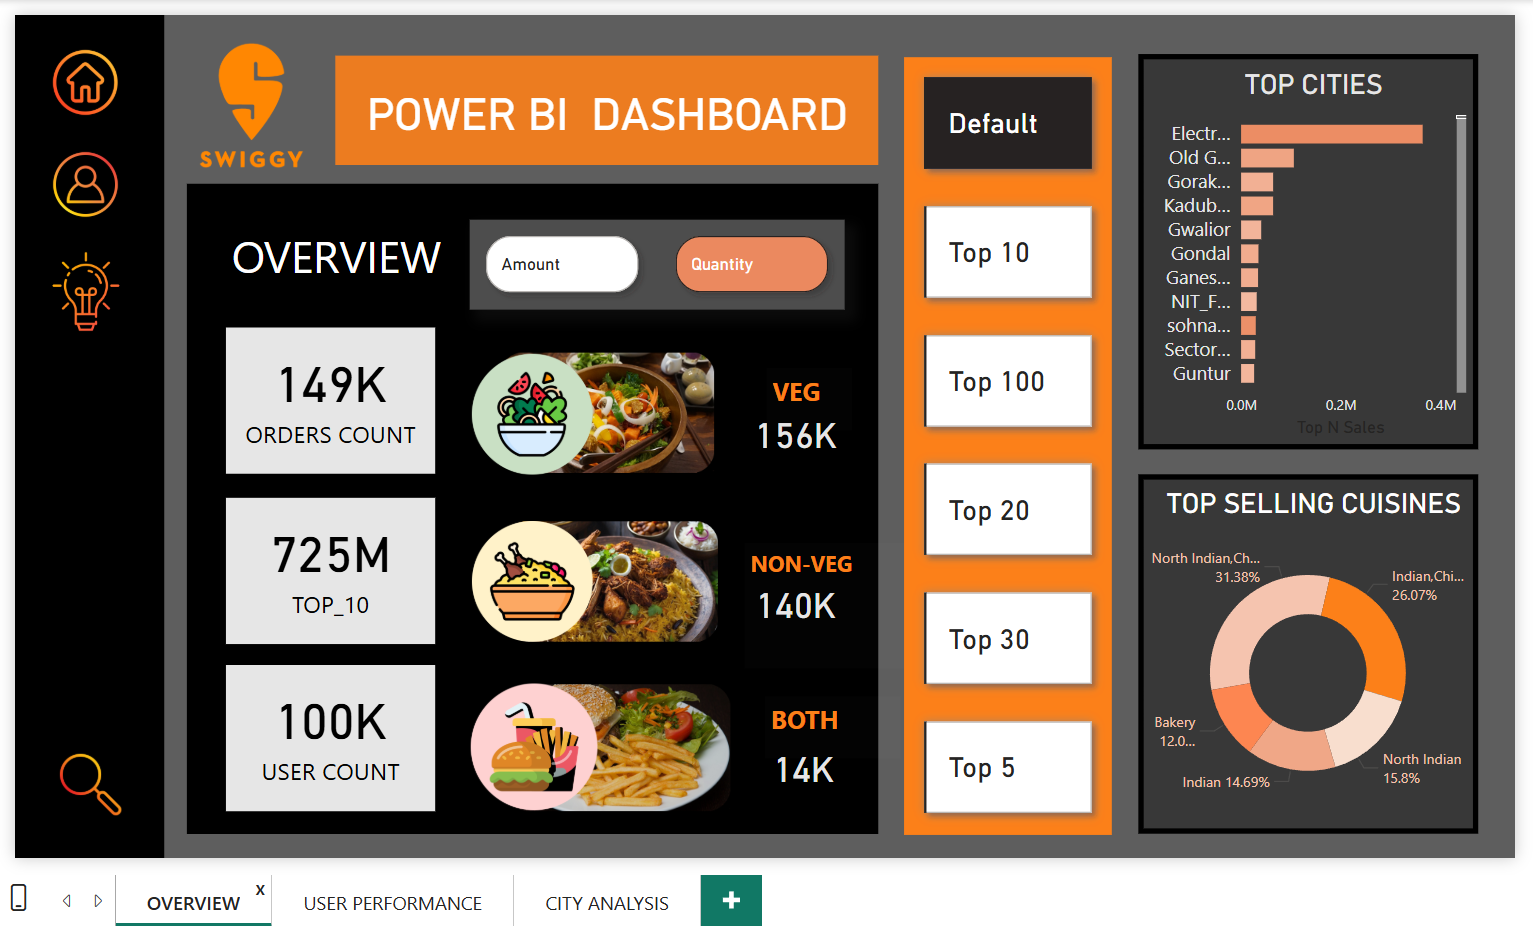 SWIGGY
POWER BI  DASHBOARD
OVERVIEW
Amount
Quantity
149K
ORDERS COUNT
725M
TOP_10
100K
USER COUNT
VEG
156K
NON-VEG
140K
BOTH
14K
Default
Top 10
Top 100
Top 20
Top 30
Top 5
TOP CITIES
Electr...
Old G...
Gorak...
Kadub...
Gwalior
Gondal
Ganes...
NIT_F...
sohna...
Sector...
Guntur
0.0M 0.2M 0.4M
Top N Sales
TOP SELLING CUISINES
North Indian,Ch...
31.38%
Indian,Chi...
26.07%
Bakery
12.0...
Indian 14.69%
North Indian
15.8%
OVERVIEW x
USER PERFORMANCE
CITY ANALYSIS
+